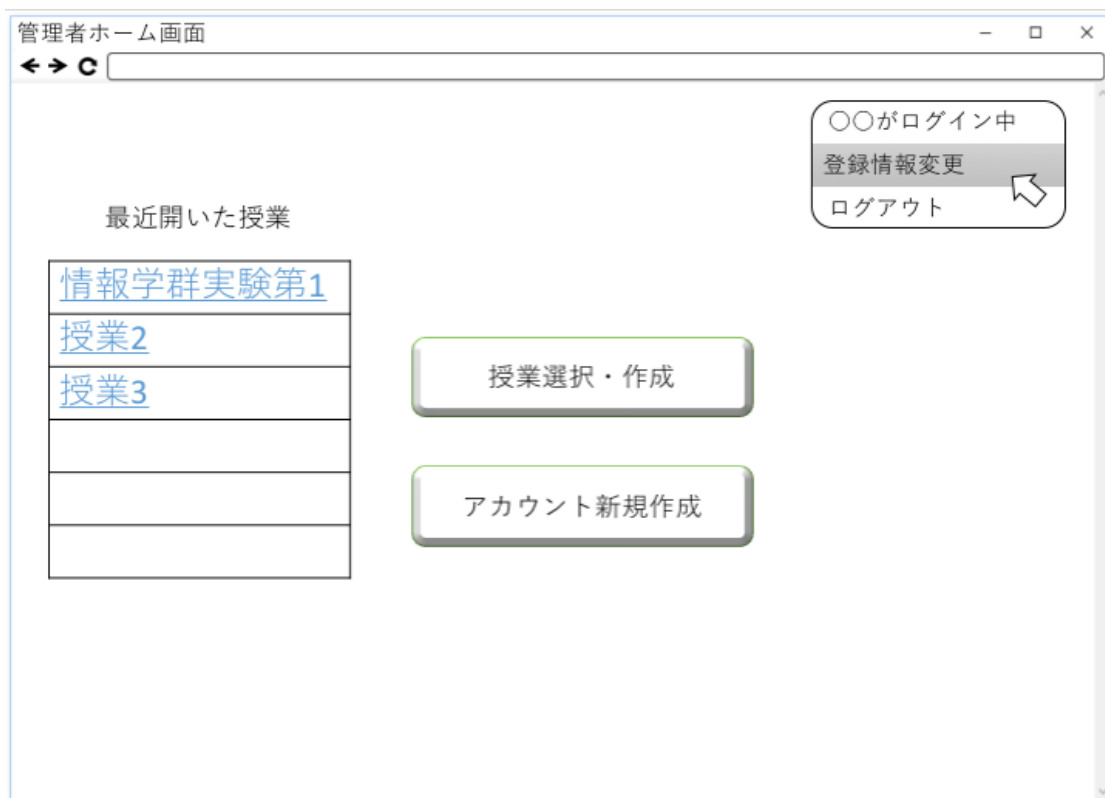 管理者ホーム画面
〇〇がログイン中
登録情報変更
ログアウト
最近開いた授業
情報学群実験第1
授業2
授業3
授業選択・作成
アカウント新規作成